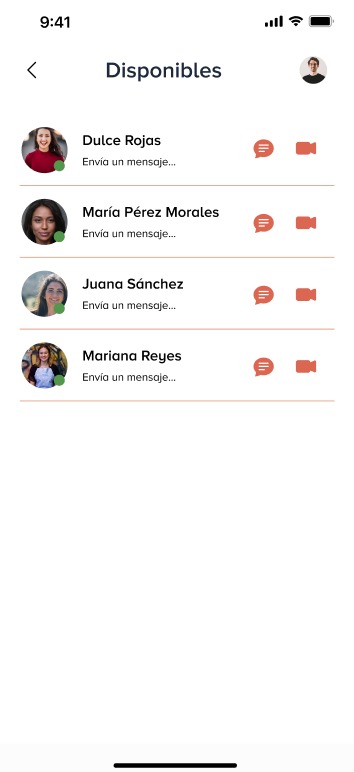 9:41
Disponibles
Dulce Rojas
Envía un mensaje...
María Pérez Morales
Envía un mensaje...
Juana Sánchez
Envía un mensaje...
Mariana Reyes
Envía un mensaje...